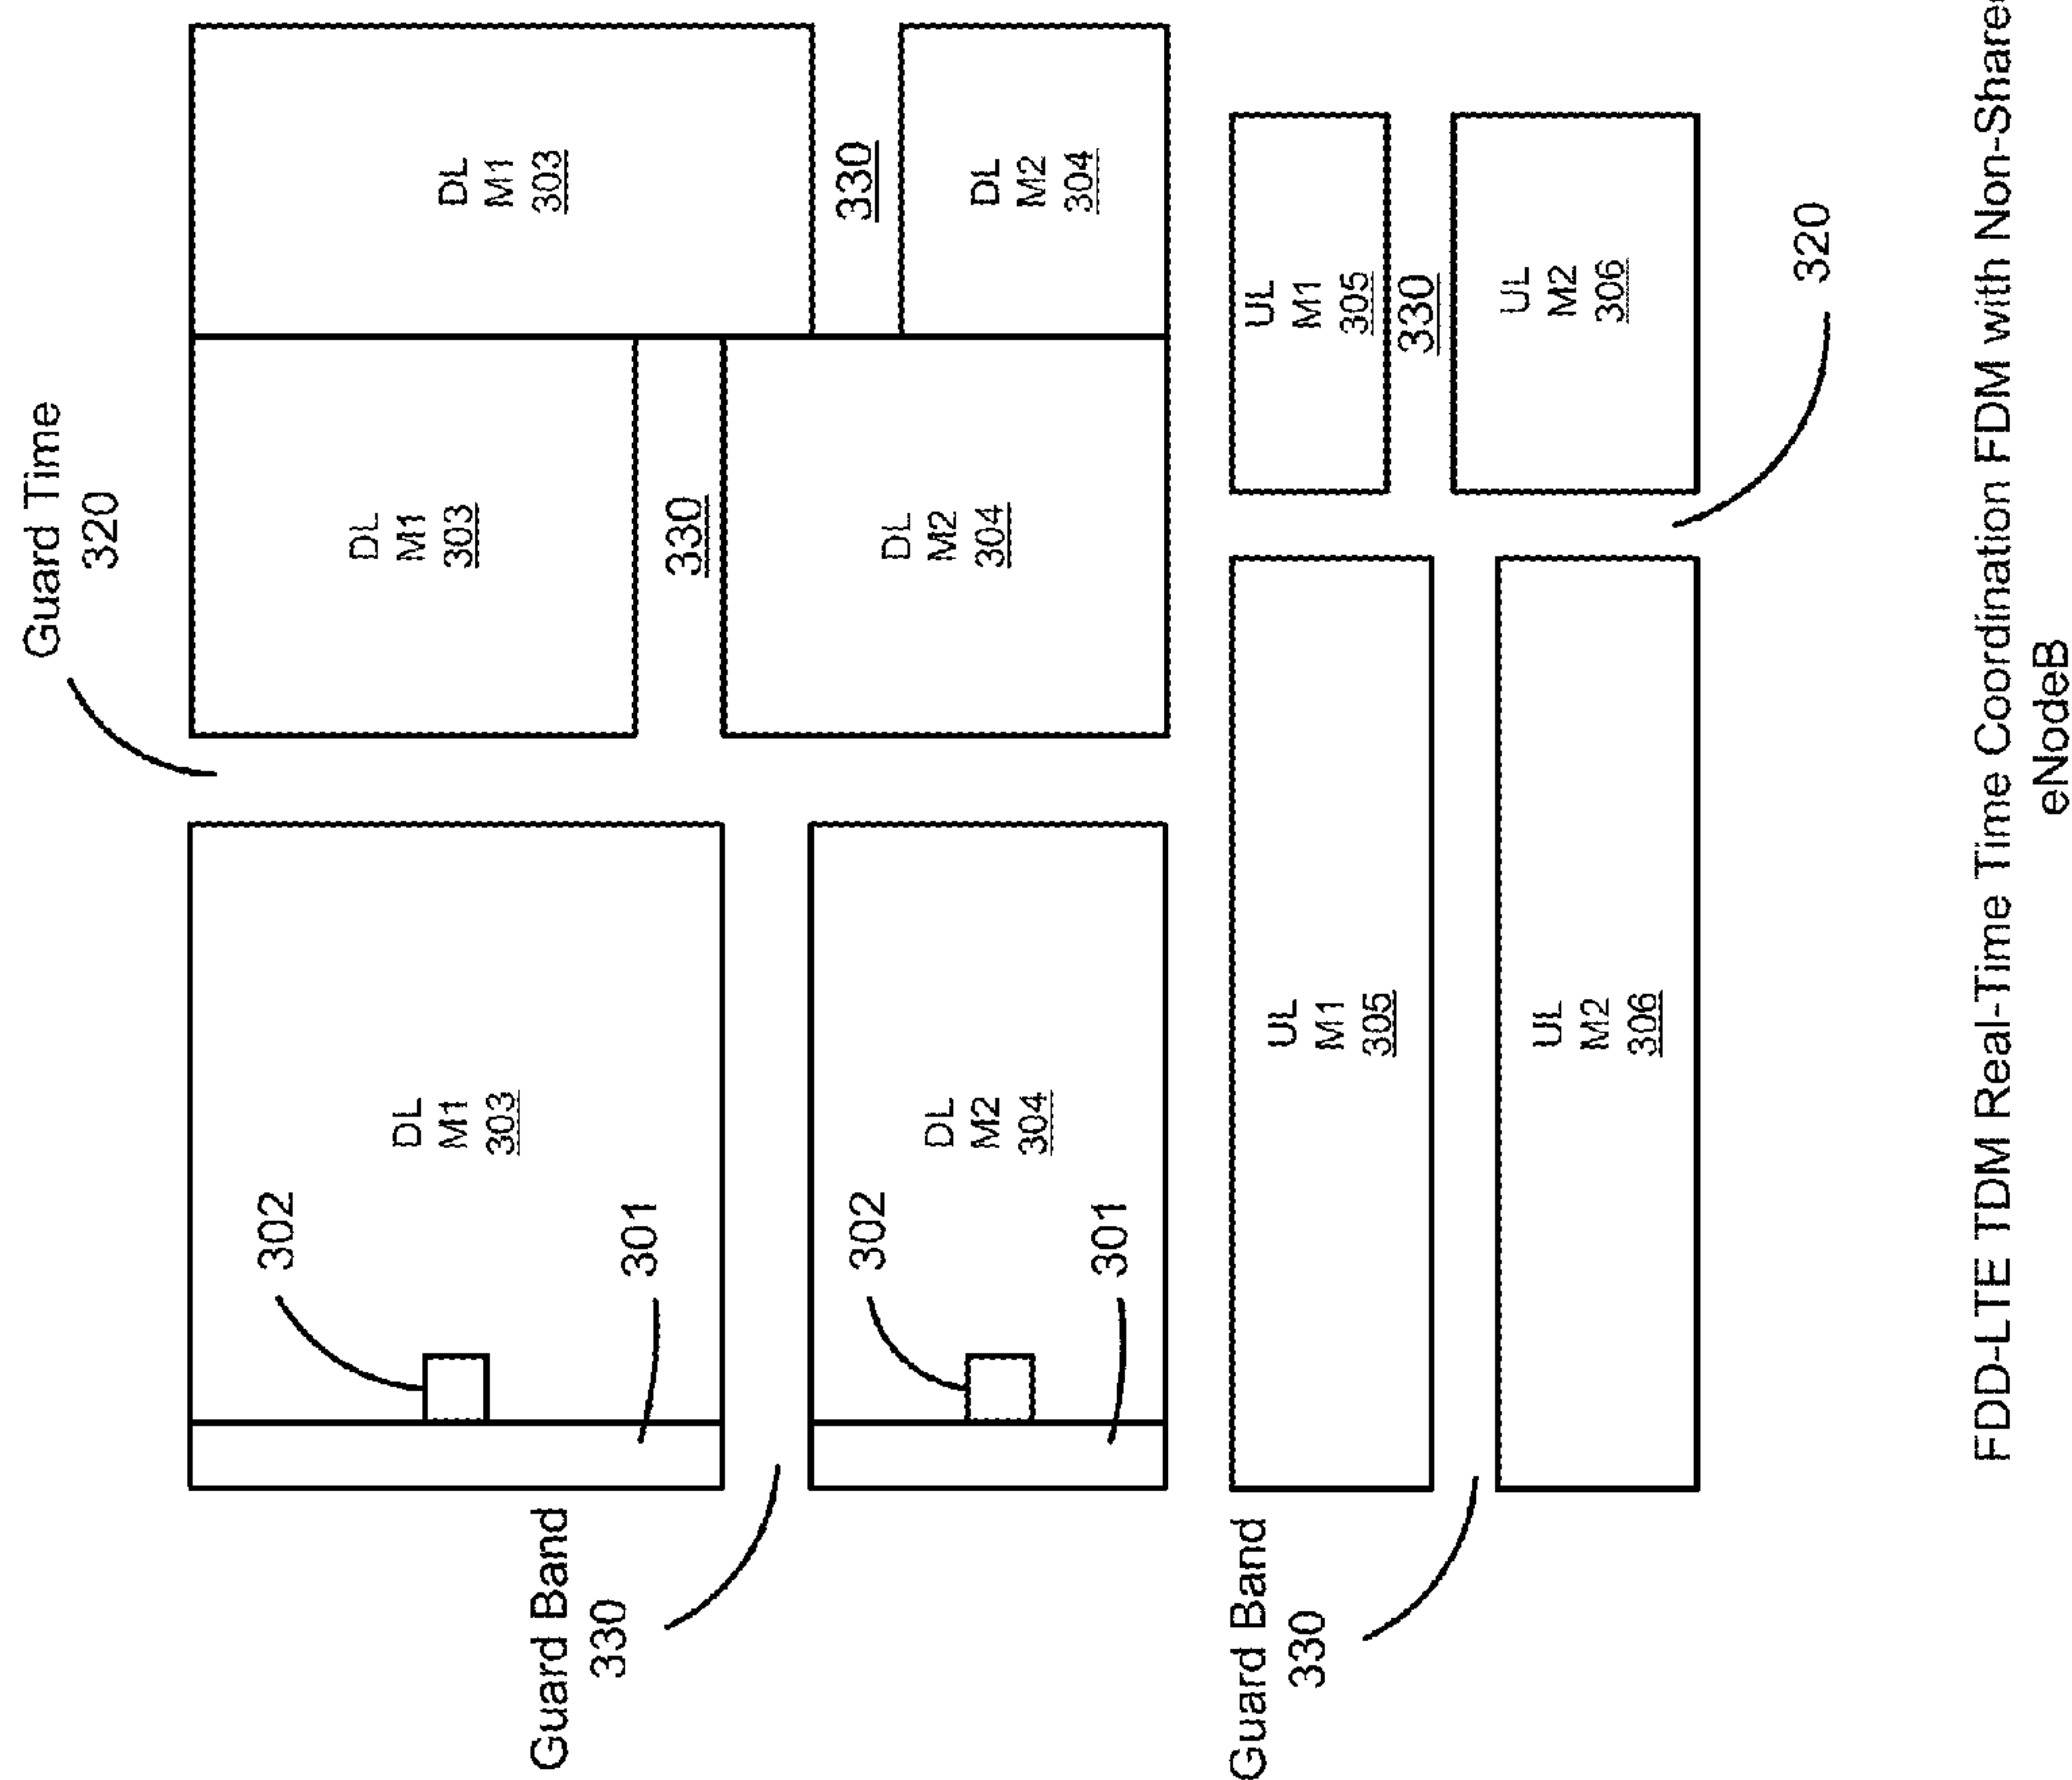 Guard Time
320
302
DL
M1
303
DL
M1
303
DL
M1
303
Guard Band
330
301
330
330
302
DL
M2
304
DL
M2
304
DL
M2
304
301
Guard Band
330
UL
M1
305
UL
M1
305
330
UL
M2
306
UL
M2
306
320
FDD-LTE TDM Real-Time Time Coordination FDM with Non-Shared
eNodeB